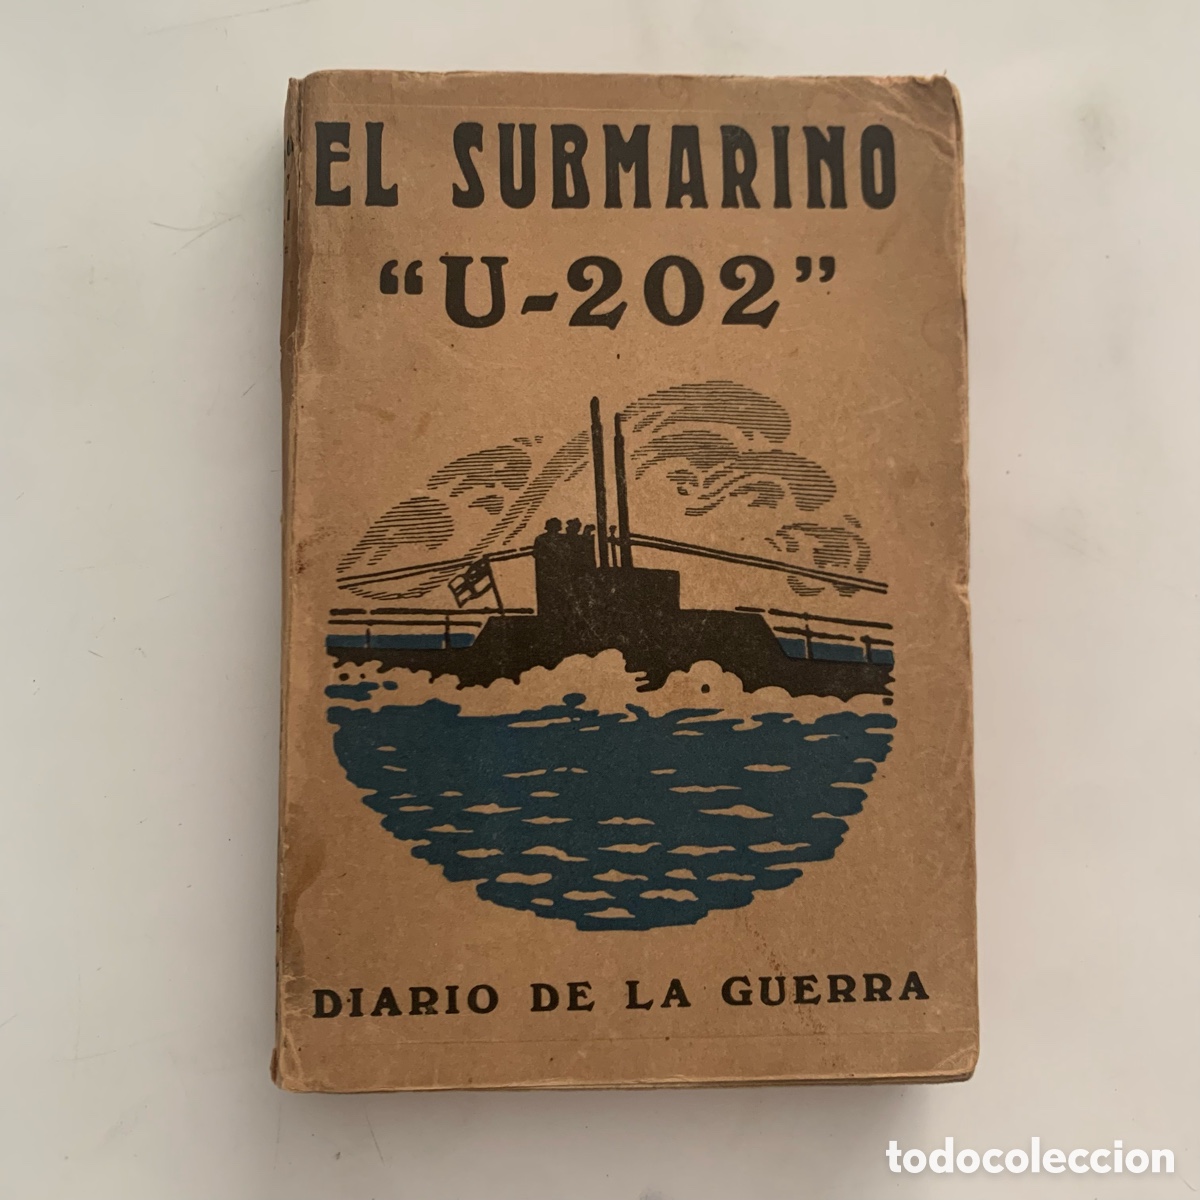 EL SUBMARINO
“U-202”
DIARIO DE LA GUERRA
todocoleccion